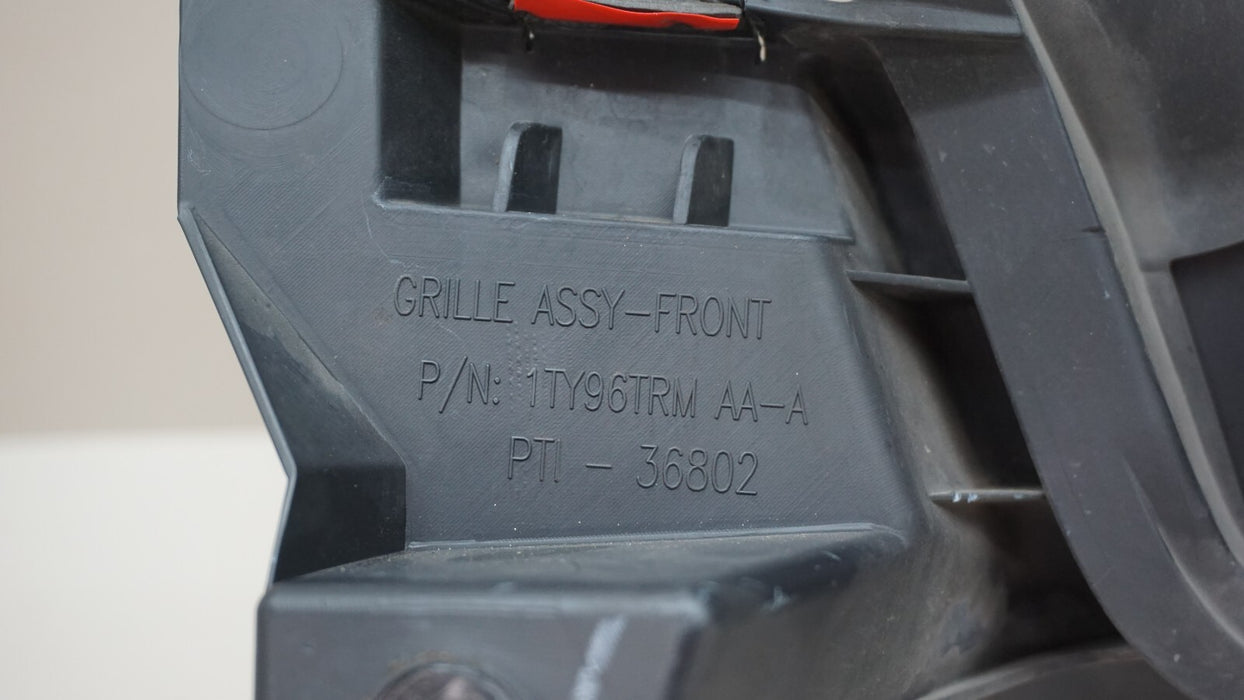 GRILLE ASSY-FRONT
P/N: 1TY96TRM AA-A
PTI - 36802